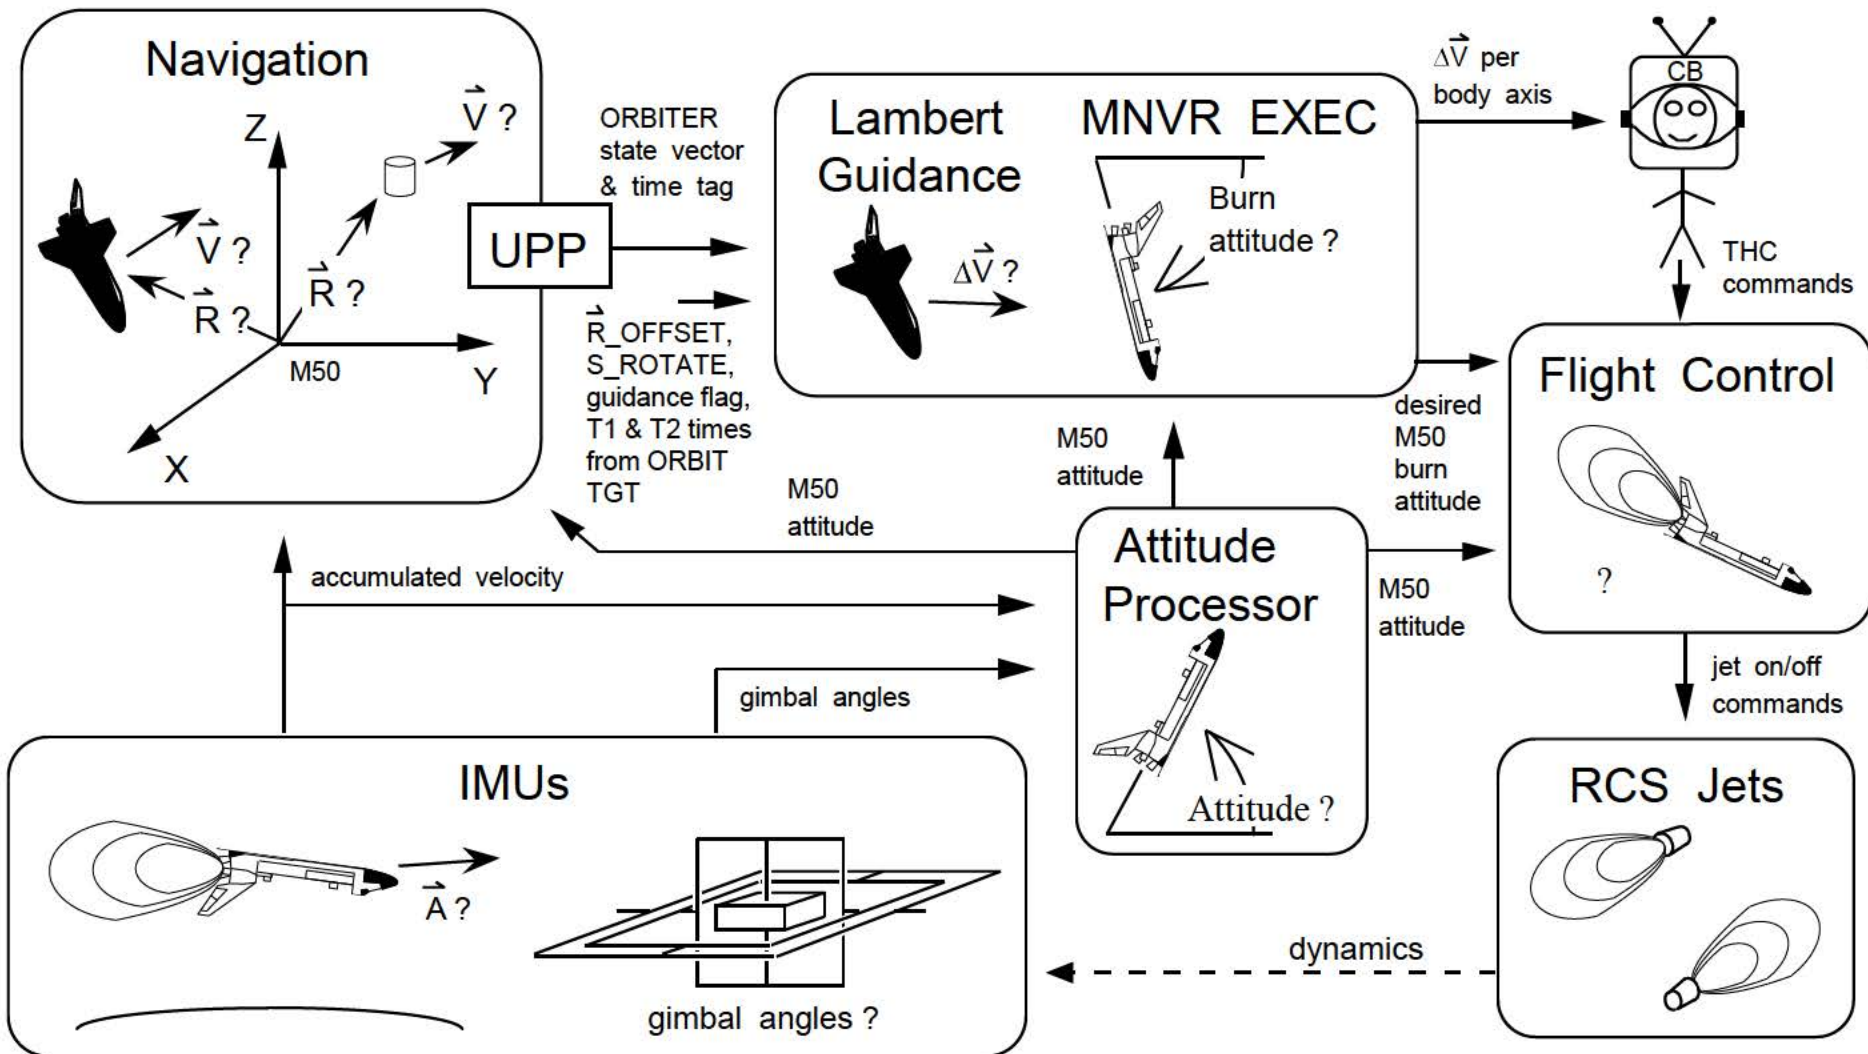 Navigation
Z
V ?
V ?
R ?
R ?
M50
Y
X
ORBITER
state vector
& time tag
UPP
R_OFFSET,
S_ROTATE,
guidance flag,
T1 & T2 times
from ORBIT
TGT
Lambert
Guidance
ΔV ?
MNVR EXEC
Burn
attitude ?
ΔV per
body axis
CB
THC
commands
Flight Control
?
desired
M50
burn
attitude
M50
attitude
M50
attitude
M50
attitude
Attitude
Processor
Attitude ?
accumulated velocity
gimbal angles
jet on/off
commands
IMUs
A ?
gimbal angles ?
RCS Jets
dynamics